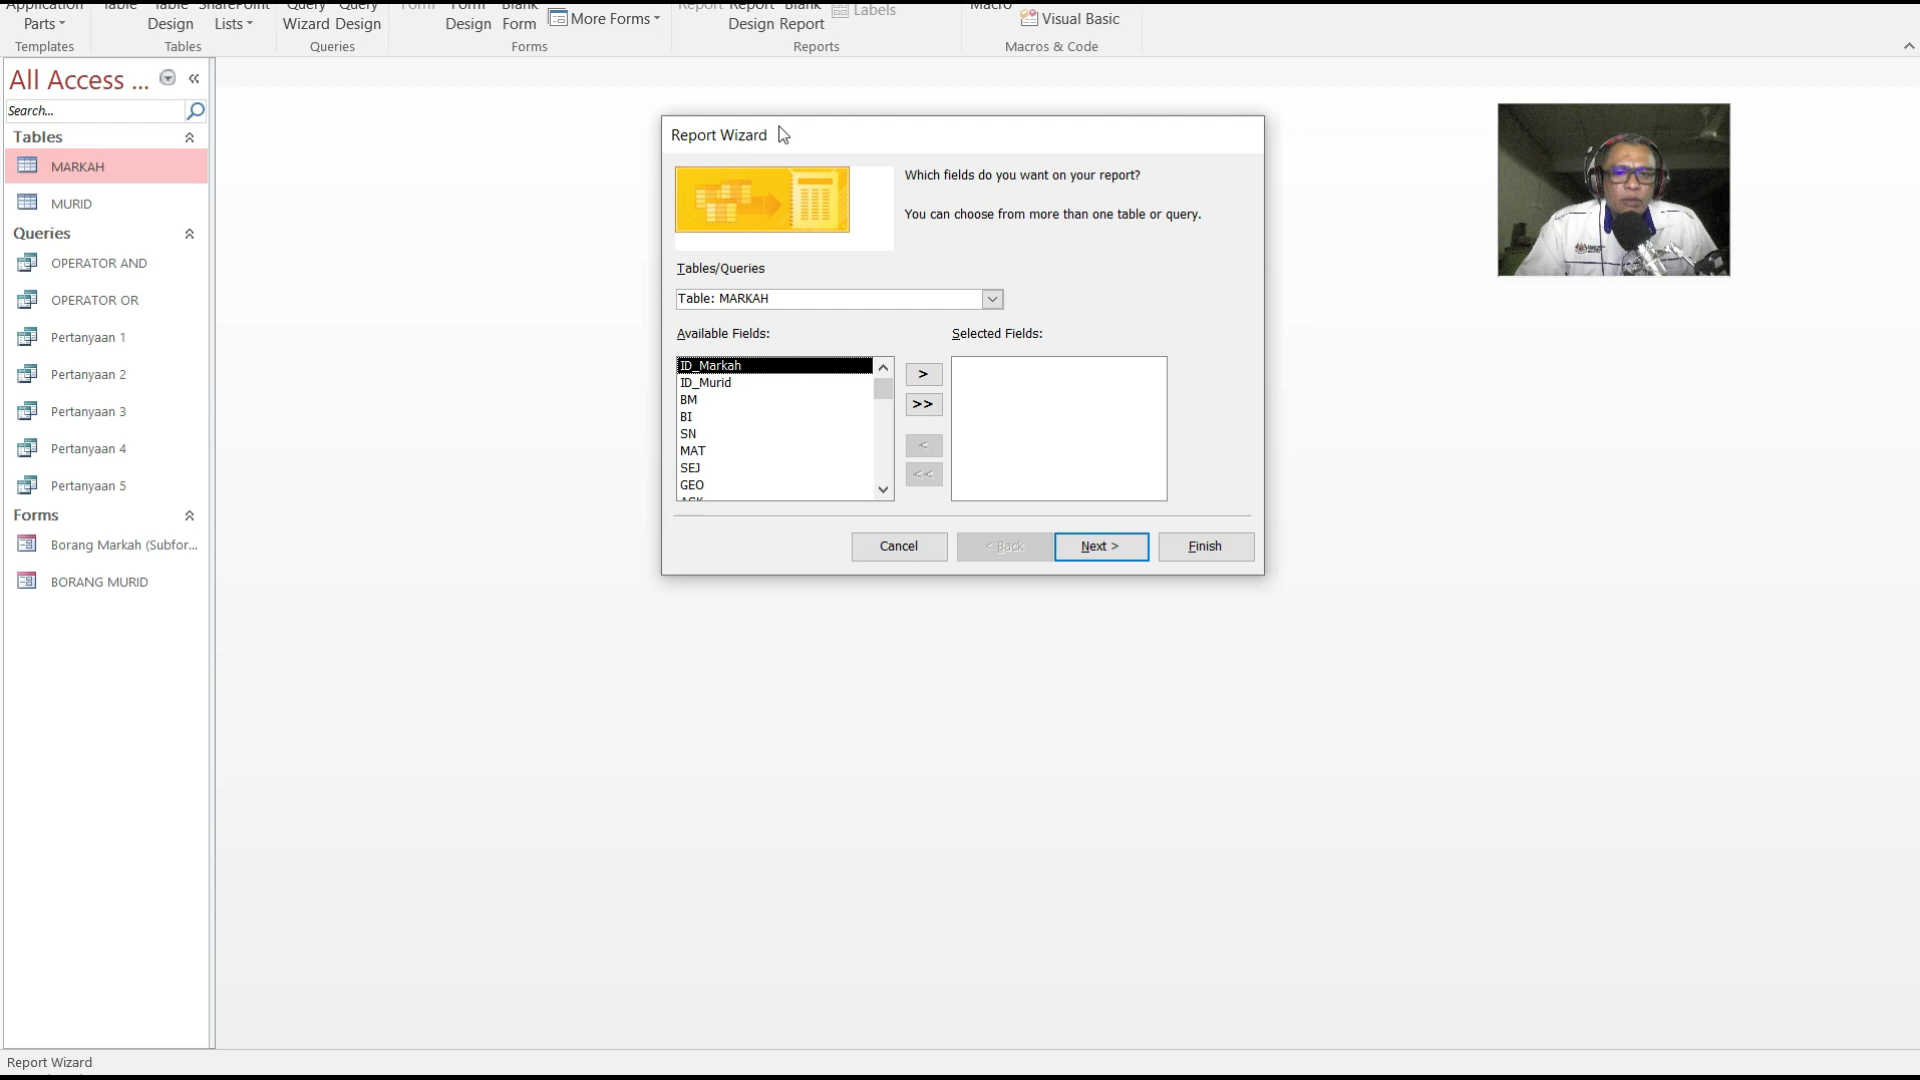 Application Table Table SharePoint Query Query Form Form Blank Report Report Blank Labels Macro
Parts Design Lists Wizard Design Design Form More Forms Design Report Visual Basic
Templates Tables Queries Forms Reports Macros & Code
All Access ...
Search...
Tables
MARKAH
MURID
Queries
OPERATOR AND
OPERATOR OR
Pertanyaan 1
Pertanyaan 2
Pertanyaan 3
Pertanyaan 4
Pertanyaan 5
Forms
Borang Markah (Subfor...
BORANG MURID
Report Wizard
Which fields do you want on your report?
You can choose from more than one table or query.
Tables/Queries
Table: MARKAH
Available Fields: Selected Fields:
ID_Markah
ID_Murid
BM
BI
SN
MAT
SEJ
GEO
>
>>
<
<<
Cancel < Back Next > Finish
Report Wizard